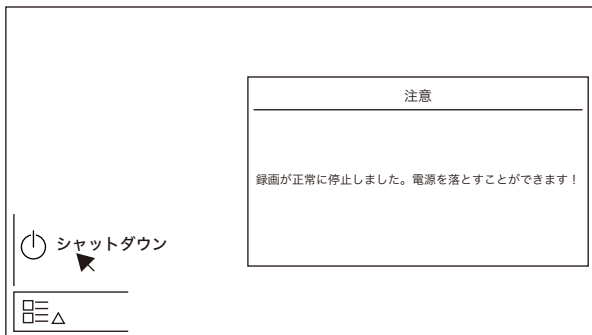 注意
録画が正常に停止しました。電源を落とすことができます！
シャットダウン